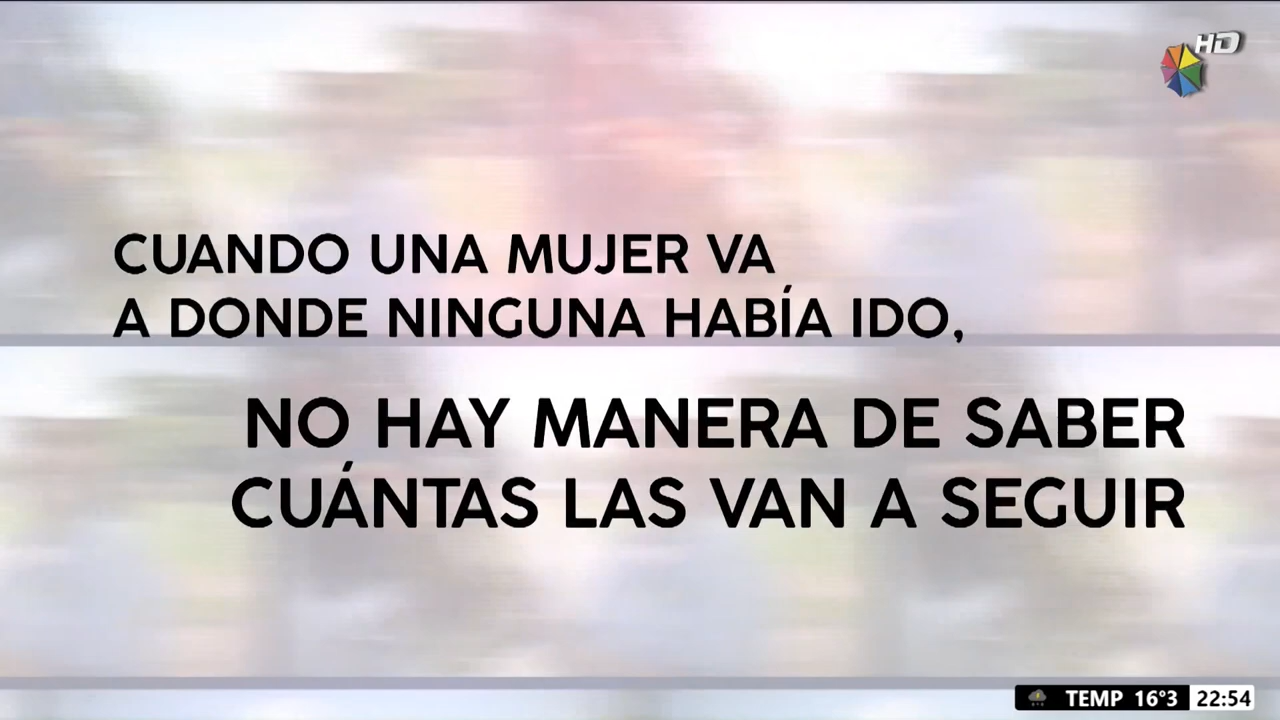 HD
CUANDO UNA MUJER VA
A DONDE NINGUNA HABÍA IDO,
NO HAY MANERA DE SABER
CUÁNTAS LAS VAN A SEGUIR
TEMP 16°3 22:54